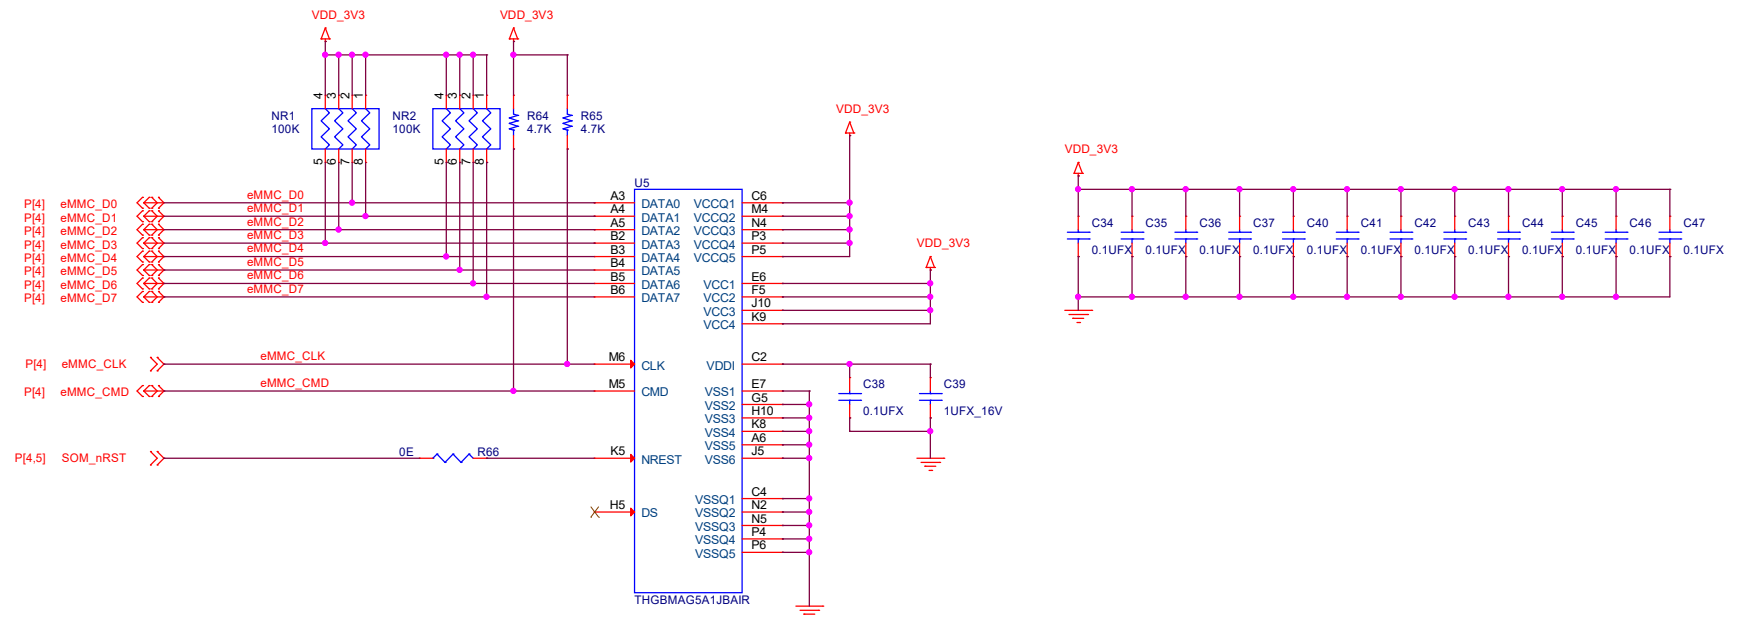 VDD_3V3 VDD_3V3
4 3 2 1 4 3 2 1
NR1 NR2 R64 R65
100K 100K 4.7K 4.7K
5 6 7 8 5 6 7 8
VDD_3V3
VDD_3V3
VDD_3V3
U5
P[4] eMMC_D0 eMMC_D0 A3 DATA0 VCCQ1 C6
P[4] eMMC_D1 eMMC_D1 A4 DATA1 VCCQ2 M4
P[4] eMMC_D2 eMMC_D2 A5 DATA2 VCCQ3 N4
P[4] eMMC_D3 eMMC_D3 B2 DATA3 VCCQ4 P3
P[4] eMMC_D4 eMMC_D4 B3 DATA4 VCCQ5 P5
P[4] eMMC_D5 eMMC_D5 B4 DATA5
P[4] eMMC_D6 eMMC_D6 B5 DATA6 VCC1 E6
P[4] eMMC_D7 eMMC_D7 B6 DATA7 VCC2 F5
VCC3 J10
VCC4 K9
P[4] eMMC_CLK eMMC_CLK M6 CLK VDDI C2
P[4] eMMC_CMD eMMC_CMD M5 CMD VSS1 E7
VSS2 G5
VSS3 H10
VSS4 K8
VSS5 A6
P[4,5] SOM_nRST 0E R66 K5 NREST VSS6 J5
VSSQ1 C4
H5 DS VSSQ2 N2
VSSQ3 N5
VSSQ4 P4
VSSQ5 P6
THGBMAG5A1JBAIR
C38 C39
0.1UFX 1UFX_16V
C34 C35 C36 C37 C40 C41 C42 C43 C44 C45 C46 C47
0.1UFX 0.1UFX 0.1UFX 0.1UFX 0.1UFX 0.1UFX 0.1UFX 0.1UFX 0.1UFX 0.1UFX 0.1UFX 0.1UFX